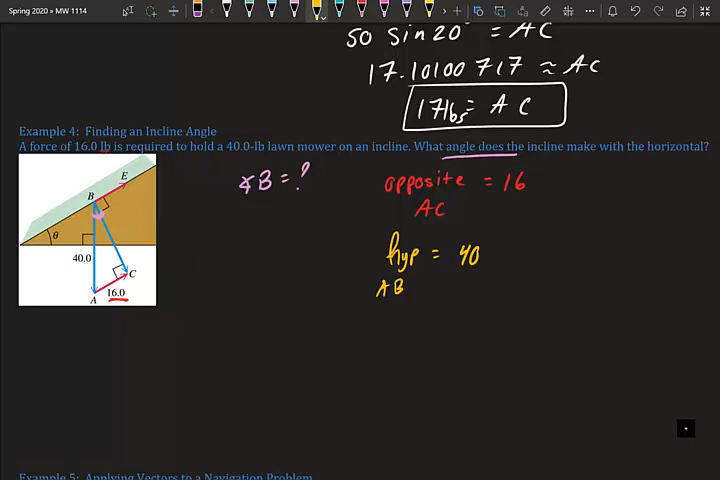 Spring 2020 » MW 1114
so sin20° = AC
17.10100717 ≈ AC
17lbs = AC
Example 4: Finding an Incline Angle
A force of 16.0 lb is required to hold a 40.0-lb lawn mower on an incline. What angle does the incline make with the horizontal?
∡B = ?
opposite = 16
AC
hyp = 40
AB
E
B
θ
40.0
C
A
16.0
Example 5: Applying Vectors to a Navigation Problem